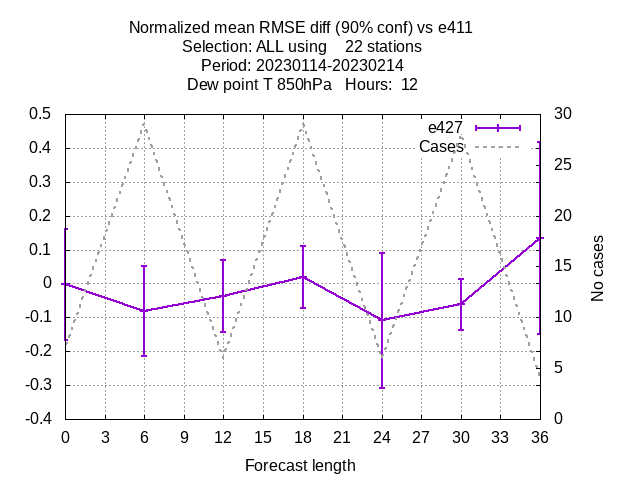 Normalized mean RMSE diff (90% conf) vs e411
Selection: ALL using    22 stations
Period: 20230114-20230214
Dew point T 850hPa   Hours:  12
e427
Cases
0.5
0.4
0.3
0.2
0.1
0
-0.1
-0.2
-0.3
-0.4
30
25
20
15
10
5
0
No cases
0 3 6 9 12 15 18 21 24 27 30 33 36
Forecast length